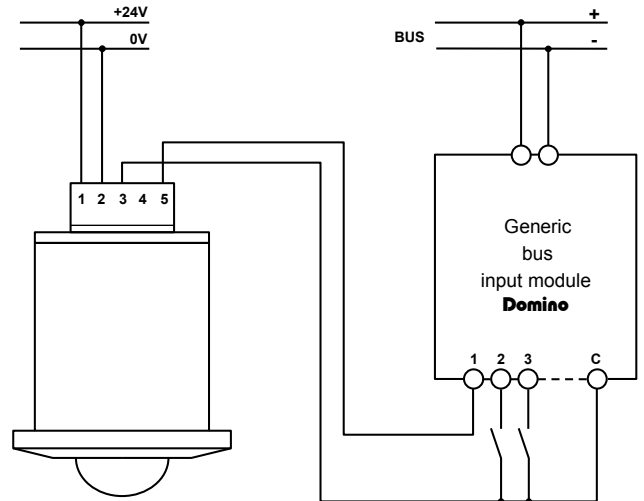 +24V
0V
1 2 3 4 5
BUS
+
-
Generic
bus
input module
Domino
1 2 3 C